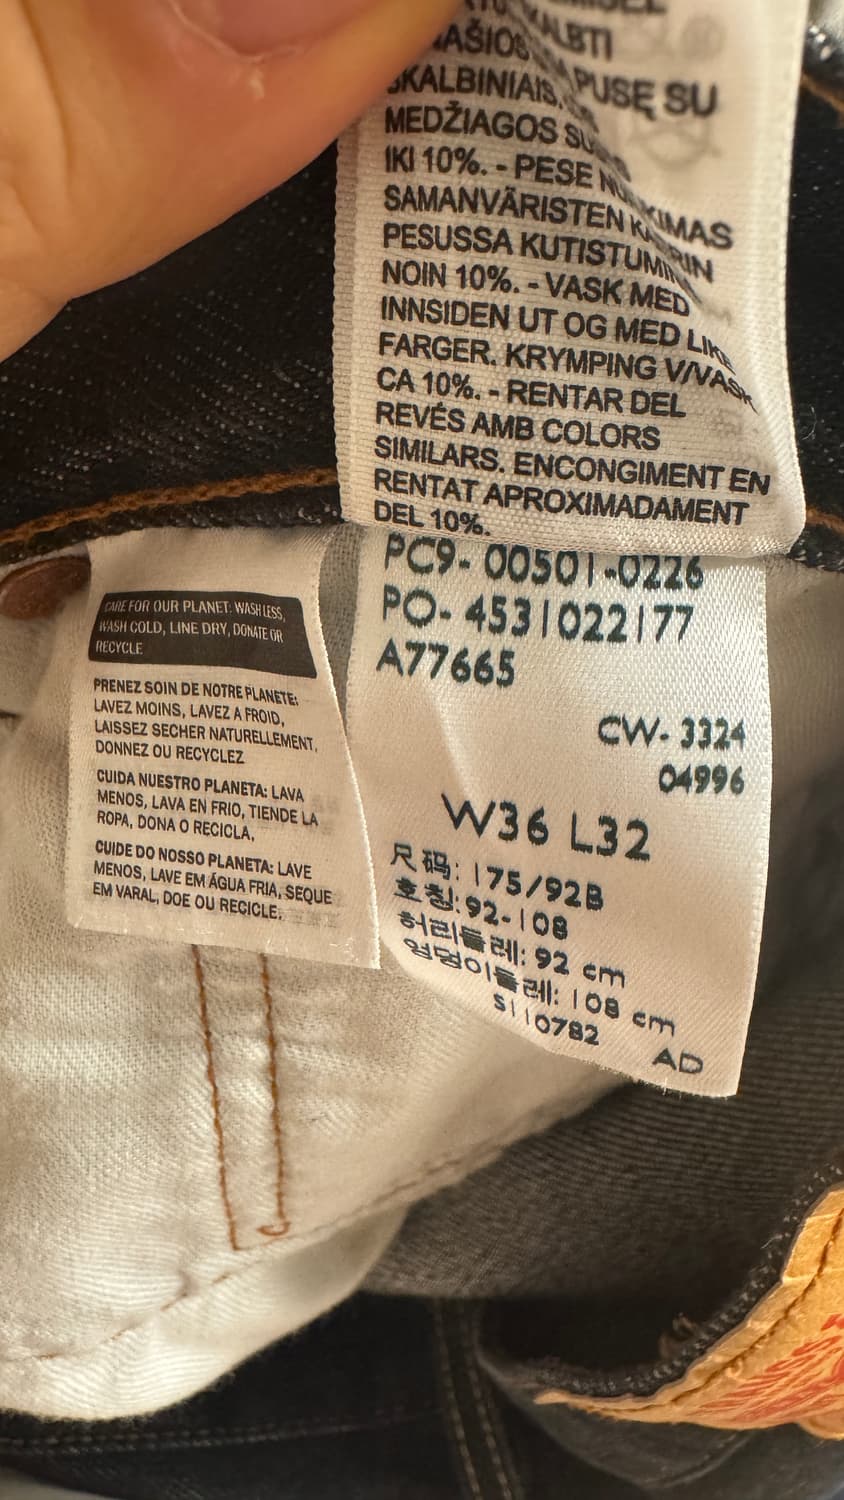 KALBTI
SKALBINIAIS.
PUSĘ SU
MEDŽIAGOS
IKI 10%. - PESE
KIMAS
SAMANVÄRISTEN
PESUSSA KUTISTUMI
NOIN 10%. - VASK MED
INNSIDEN UT OG MED LIKE
FARGER. KRYMPING V/VASK
CA 10%. - RENTAR DEL
REVÉS AMB COLORS
SIMILARS. ENCONGIMENT EN
RENTAT APROXIMADAMENT
DEL 10%.
PC9- 00501-0226
PO- 4531022177
A77665
CW- 3324
04996
W36 L32
尺码: 175/92B
호칭: 92-108
허리둘레: 92 cm
엉덩이둘레: 108 cm
S110782
AD
CARE FOR OUR PLANET: WASH LESS,
WASH COLD, LINE DRY, DONATE OR
RECYCLE
PRENEZ SOIN DE NOTRE PLANETE:
LAVEZ MOINS, LAVEZ A FROID,
LAISSEZ SECHER NATURELLEMENT,
DONNEZ OU RECYCLEZ
CUIDA NUESTRO PLANETA: LAVA
MENOS, LAVA EN FRIO, TIENDE LA
ROPA, DONA O RECICLA.
CUIDE DO NOSSO PLANETA: LAVE
MENOS, LAVE EM ÁGUA FRIA, SEQUE
EM VARAL, DOE OU RECICLE.